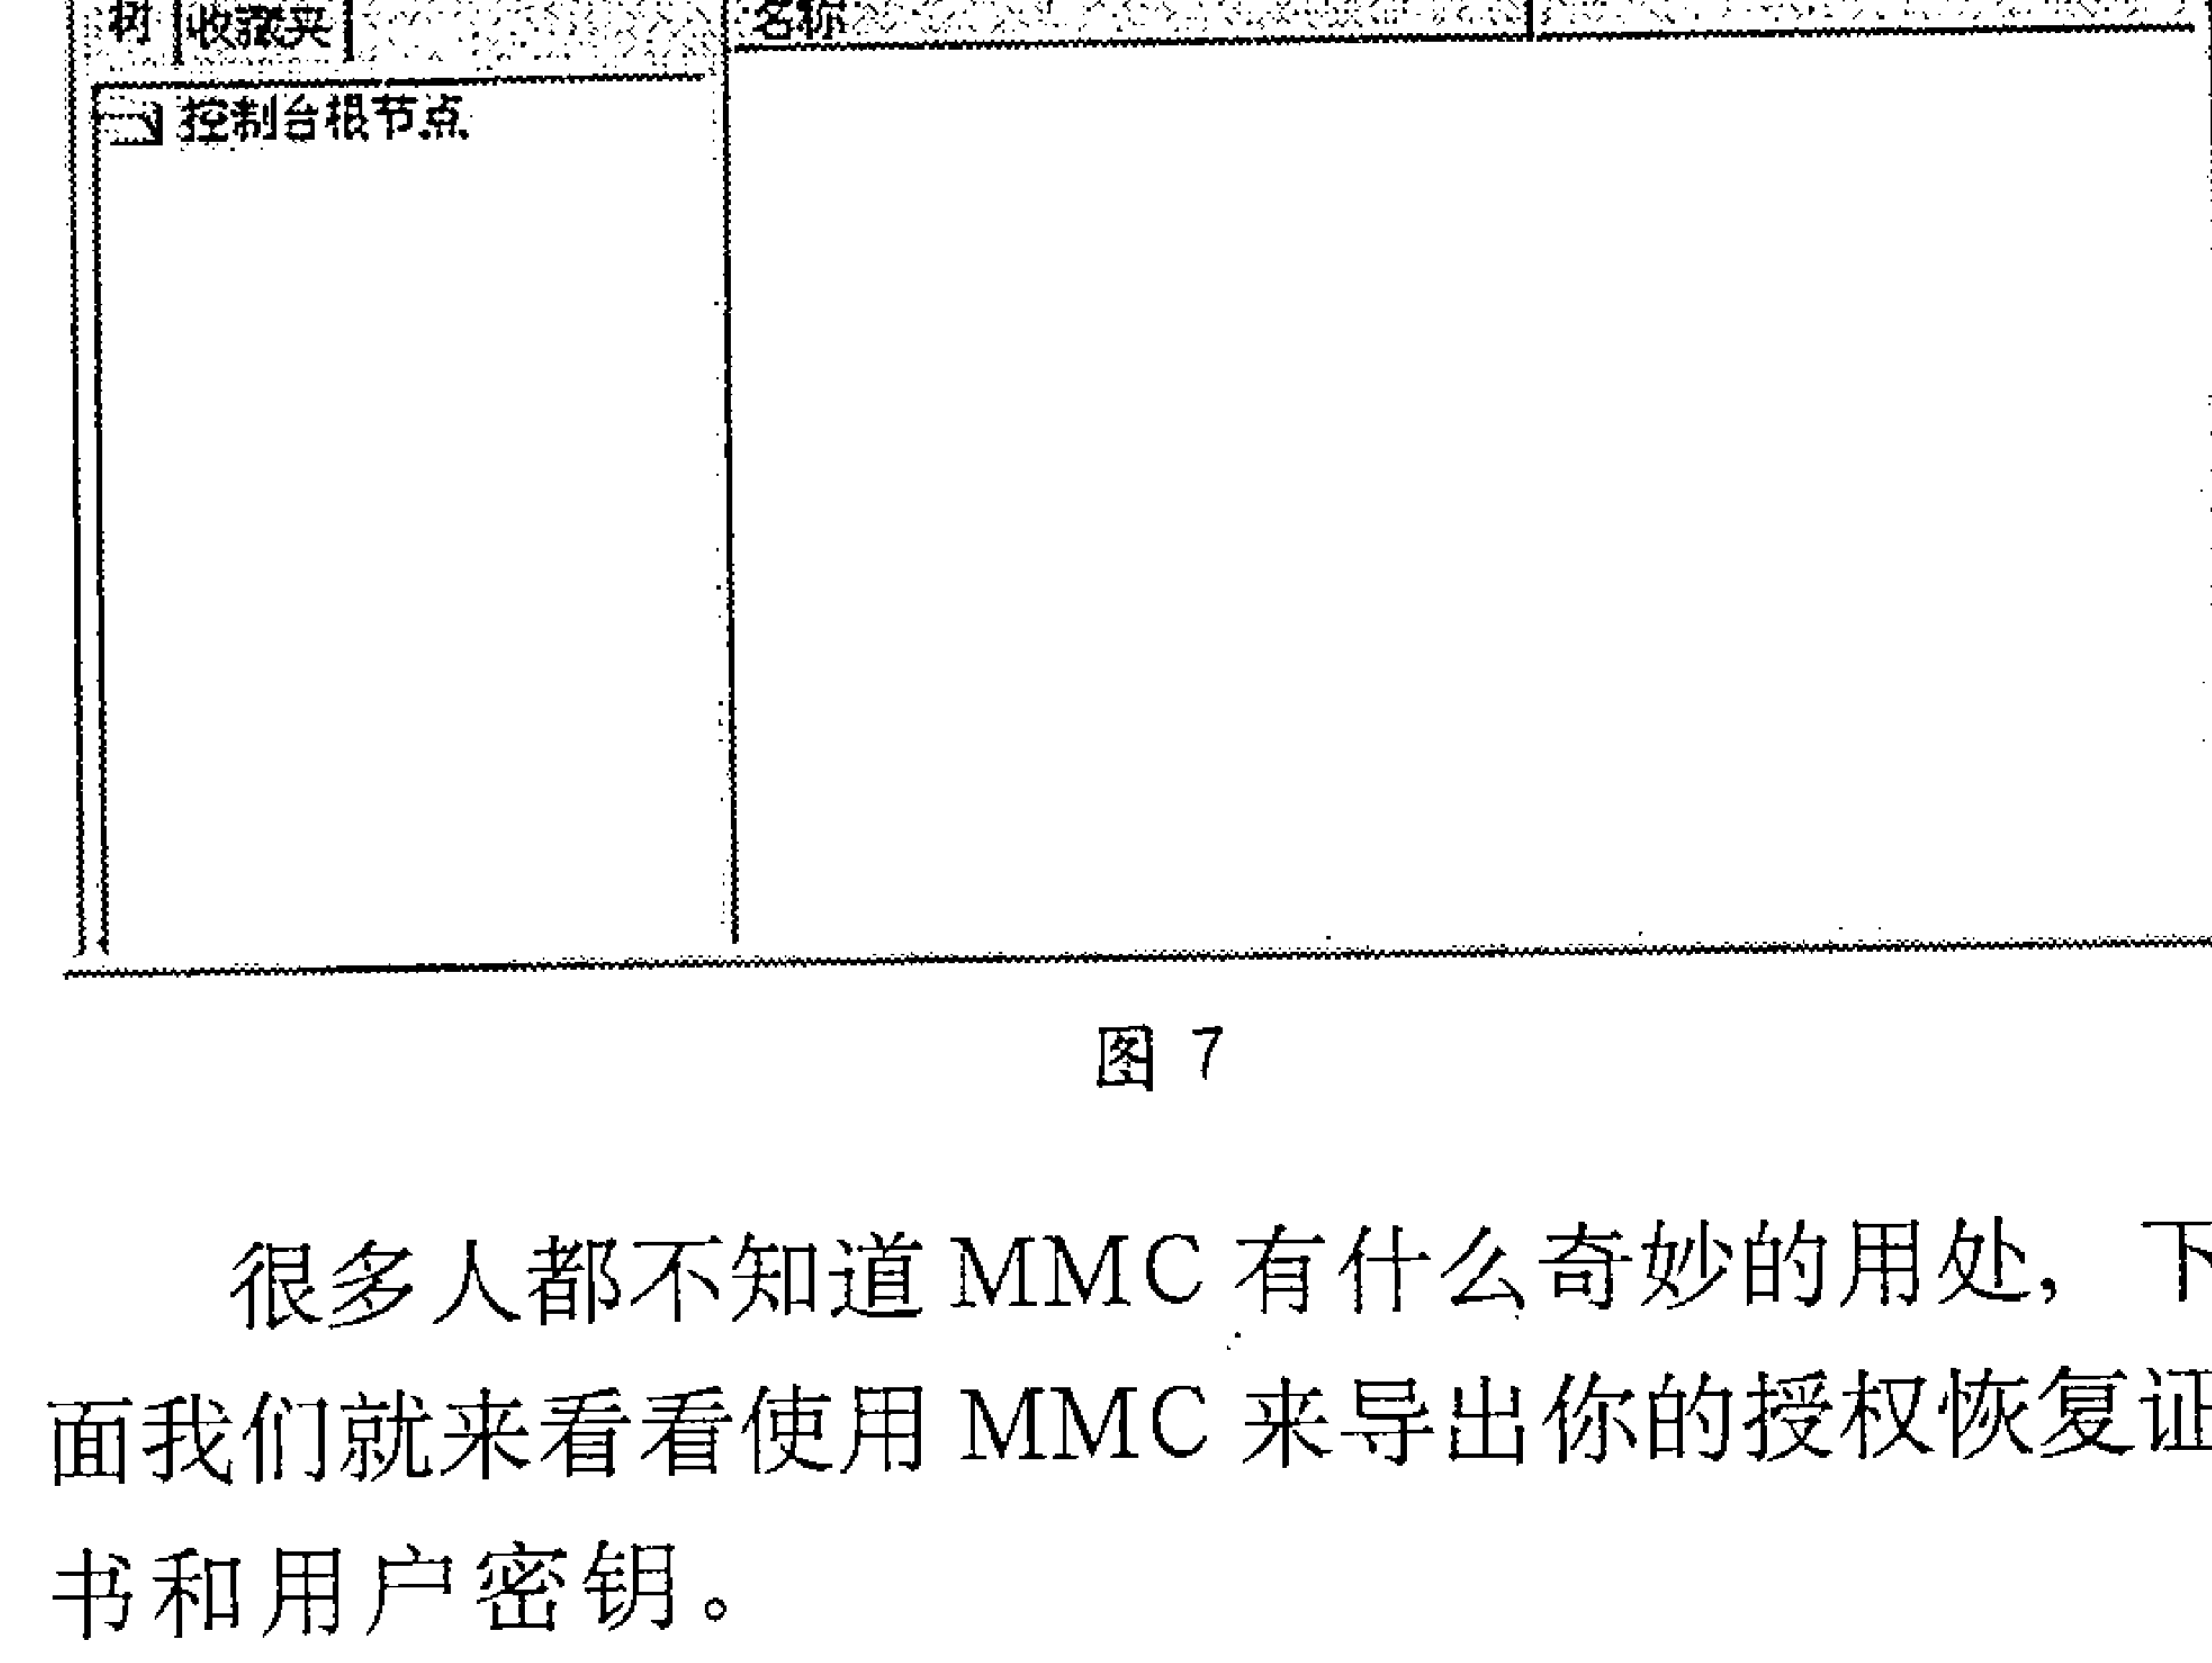 树 收藏夹 名称
控制台根节点
图 7
很多人都不知道 MMC 有什么奇妙的用处，下
面我们就来看看使用 MMC 来导出你的授权恢复证
书和用户密钥。